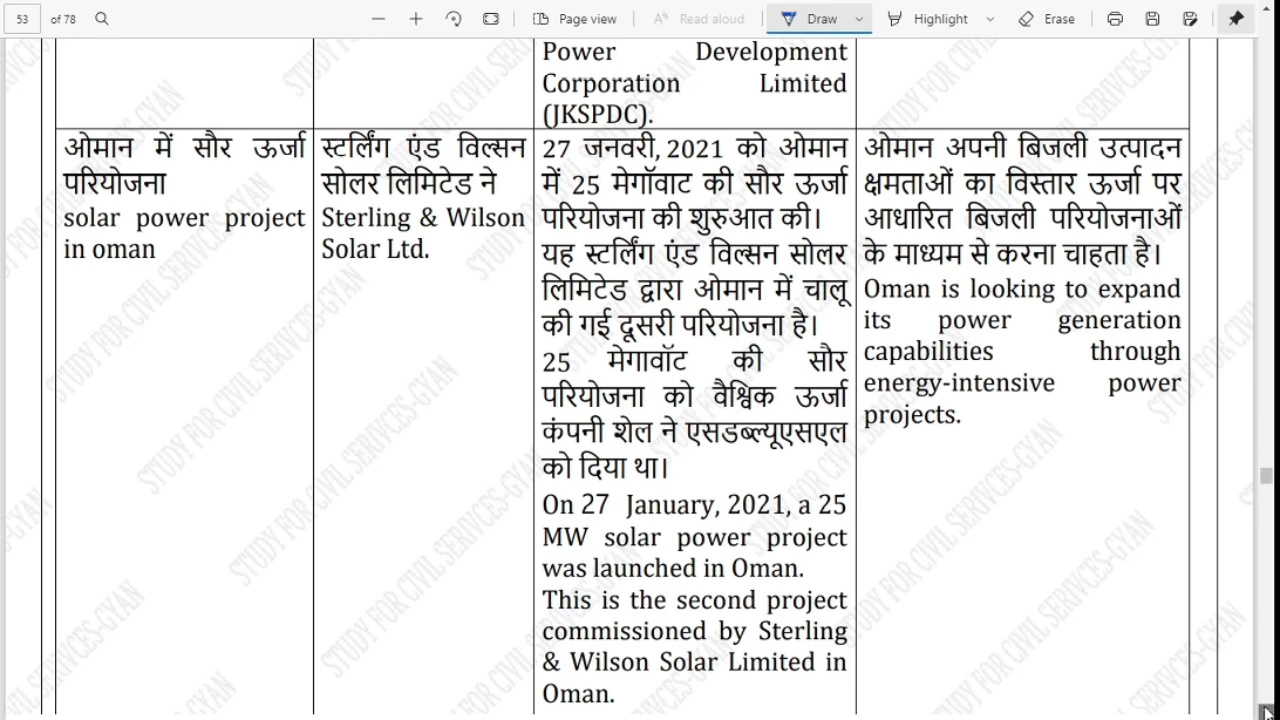 53 of 78 Page view Read aloud Draw Highlight Erase
Power Development
Corporation Limited
(JKSPDC).
ओमान में सौर ऊर्जा
परियोजना
solar power project
in oman
स्टर्लिंग एंड विल्सन
सोलर लिमिटेड ने
Sterling & Wilson
Solar Ltd.
27 जनवरी, 2021 को ओमान
में 25 मेगॉवाट की सौर ऊर्जा
परियोजना की शुरुआत की।
यह स्टर्लिंग एंड विल्सन सोलर
लिमिटेड द्वारा ओमान में चालू
की गई दूसरी परियोजना है।
25 मेगावॉट की सौर
परियोजना को वैश्विक ऊर्जा
कंपनी शेल ने एसडब्ल्यूएसएल
को दिया था।
On 27 January, 2021, a 25
MW solar power project
was launched in Oman.
This is the second project
commissioned by Sterling
& Wilson Solar Limited in
Oman.
ओमान अपनी बिजली उत्पादन
क्षमताओं का विस्तार ऊर्जा पर
आधारित बिजली परियोजनाओं
के माध्यम से करना चाहता है।
Oman is looking to expand
its power generation
capabilities through
energy-intensive power
projects.
STUDY FOR CIVIL SERIVCES-GYAN